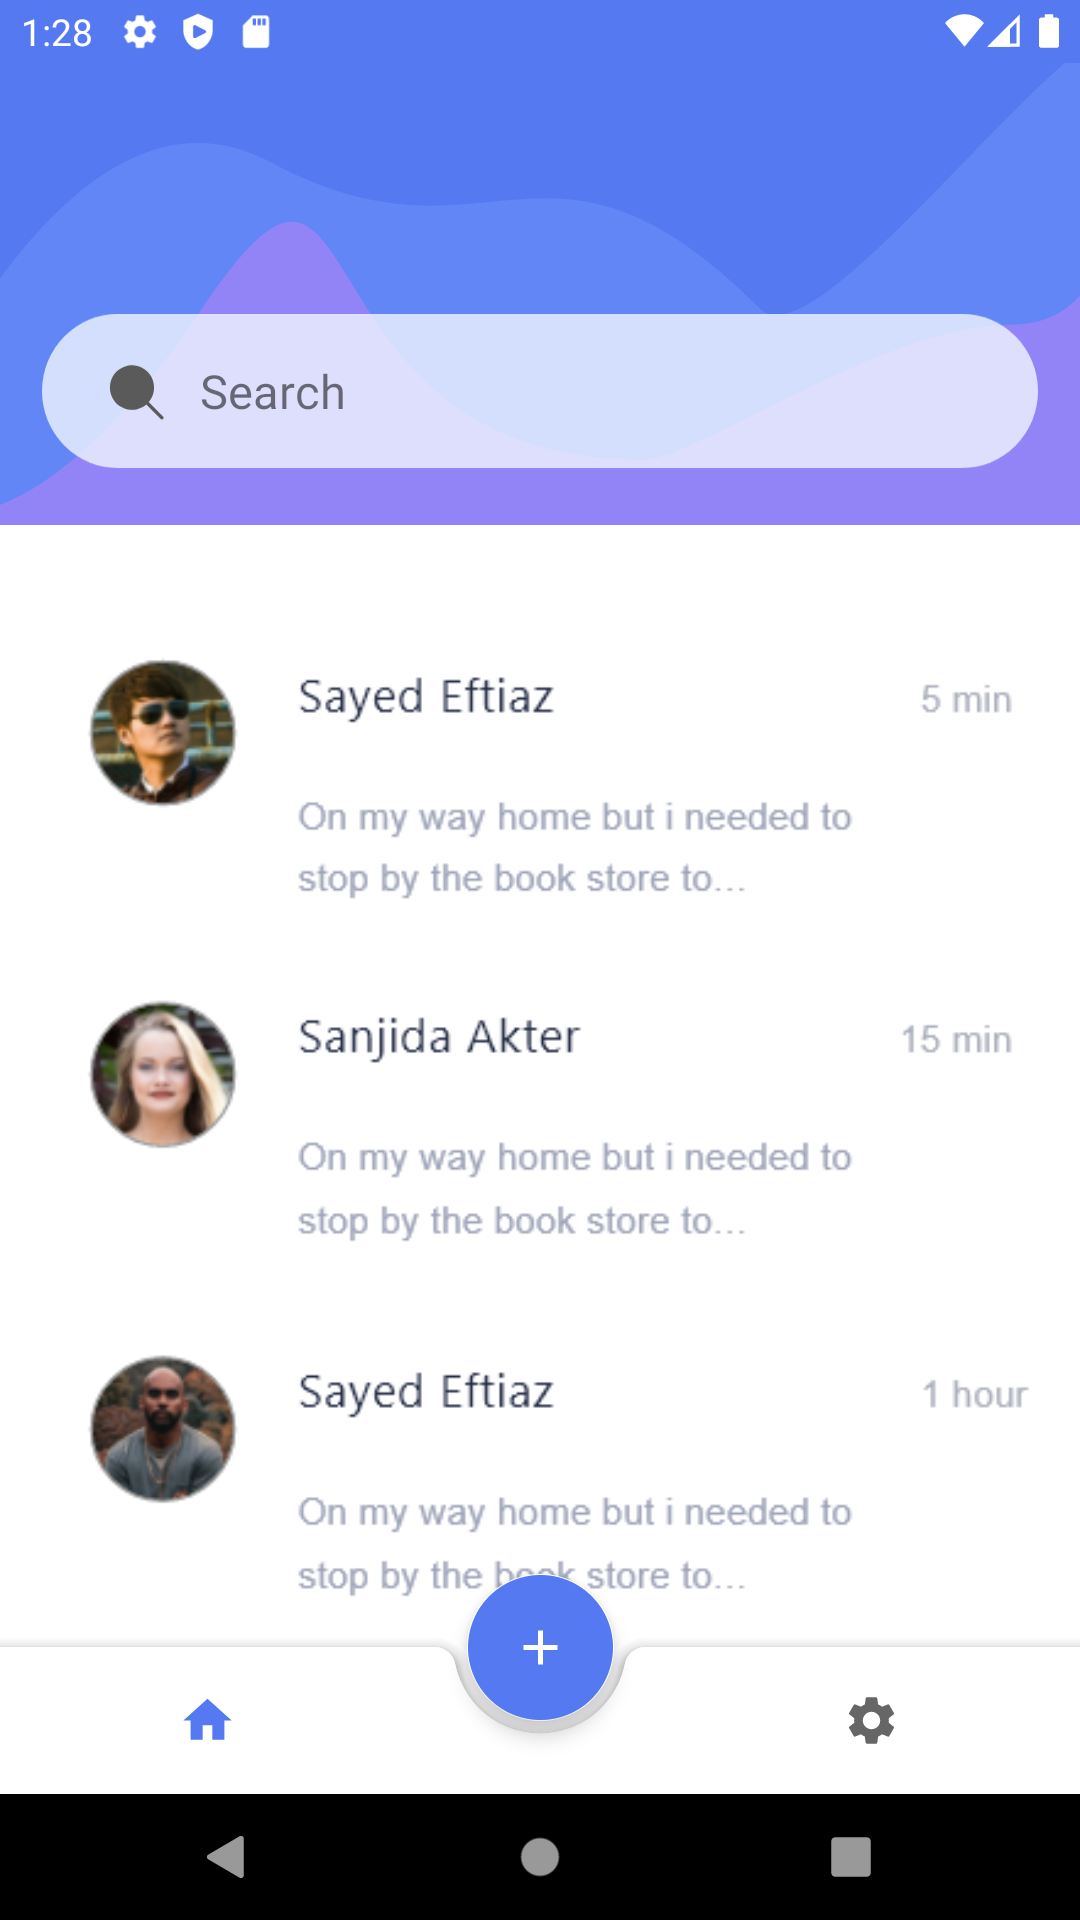 1:28
Search
Sayed Eftiaz
5 min
On my way home but i needed to
stop by the book store to...
Sanjida Akter
15 min
On my way home but i needed to
stop by the book store to...
Sayed Eftiaz
1 hour
On my way home but i needed to
stop by the book store to...